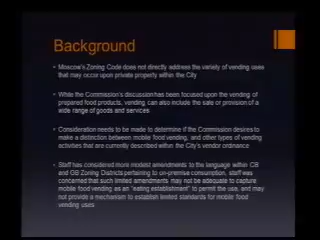 Background
• Moscow's Zoning Code does not directly address the variety of vending uses
that may occur upon private property within the City
• While the Commission's discussion has been focused upon the vending of
prepared food products, vending can also include the sale or provision of a
wide range of goods and services
• Consideration needs to be made to determine if the Commission desires to
make a distinction between mobile food vending, and other types of vending
activities that are currently described within the City's vendor ordinance
• Staff has considered more modest amendments to the language within CB
and GB Zoning Districts pertaining to on-premise consumption, staff was
concerned that such limited amendments may not be adequate to capture
mobile food vending as an "eating establishment" to permit the use, and may
not provide a mechanism to establish limited standards for mobile food
vending uses